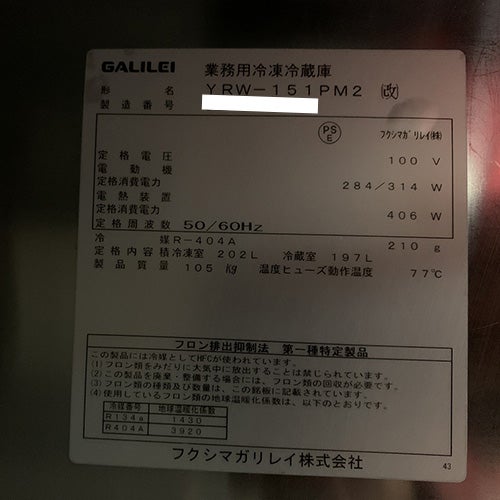 GALILEI 業務用冷凍冷蔵庫
形名 YRW-151PM2 改
製造番号
PS
E
フクシマガリレイ(株)
定格電圧 100 V
電動機
定格消費電力 284/314 W
電熱装置
定格消費電力 406 W
定格周波数 50/60Hz
冷媒 R-404A 210 g
定格内容積 冷凍室 202L 冷蔵室 197L
製品質量 105 Kg 温度ヒューズ動作温度 77℃
フロン排出抑制法 第一種特定製品
この製品には冷媒としてHFCが使われています。
(1) フロン類をみだりに大気中に放出することは禁じられています。
(2) この製品を廃棄・整備する場合には、フロン類の回収が必要です。
(3) フロン類の種類及び数量は、この銘板に記載されています。
(4) 使用しているフロン類の地球温暖化係数は、以下のとおりです。
冷媒番号 地球温暖化係数
R134a 1430
R404A 3920
フクシマガリレイ株式会社
43